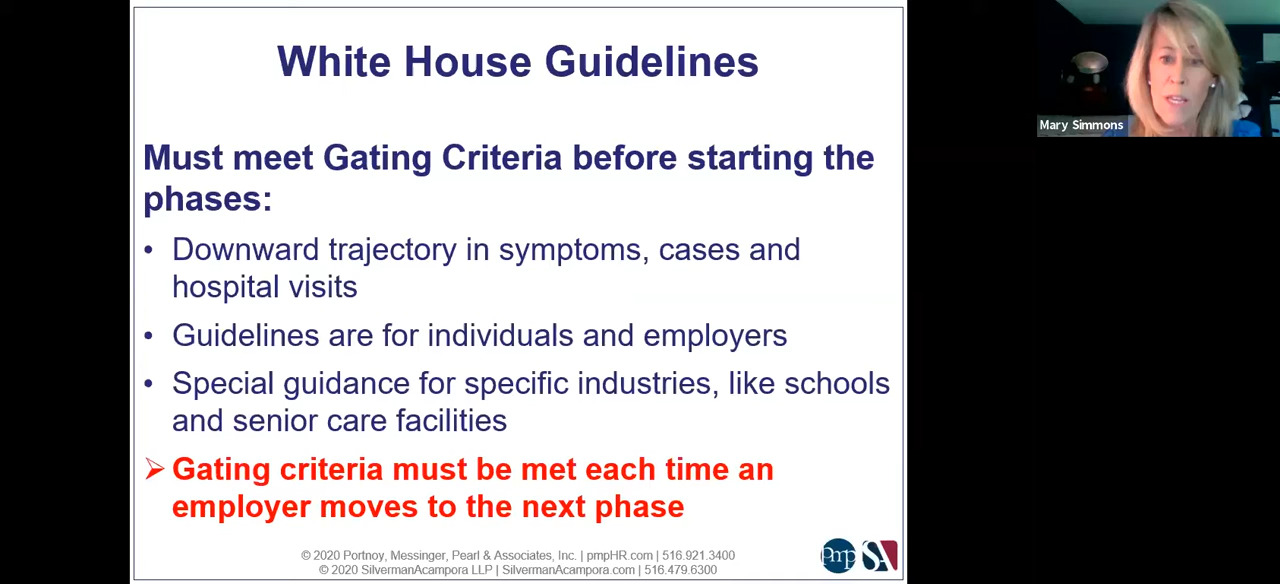 White House Guidelines
Mary Simmons
Must meet Gating Criteria before starting the
phases:
• Downward trajectory in symptoms, cases and
hospital visits
• Guidelines are for individuals and employers
• Special guidance for specific industries, like schools
and senior care facilities
➢ Gating criteria must be met each time an
employer moves to the next phase
© 2020 Portnoy, Messinger, Pearl & Associates, Inc. | pmpHR.com | 516.921.3400
© 2020 SilvermanAcampora LLP | SilvermanAcampora.com | 516.479.6300
pmp SA